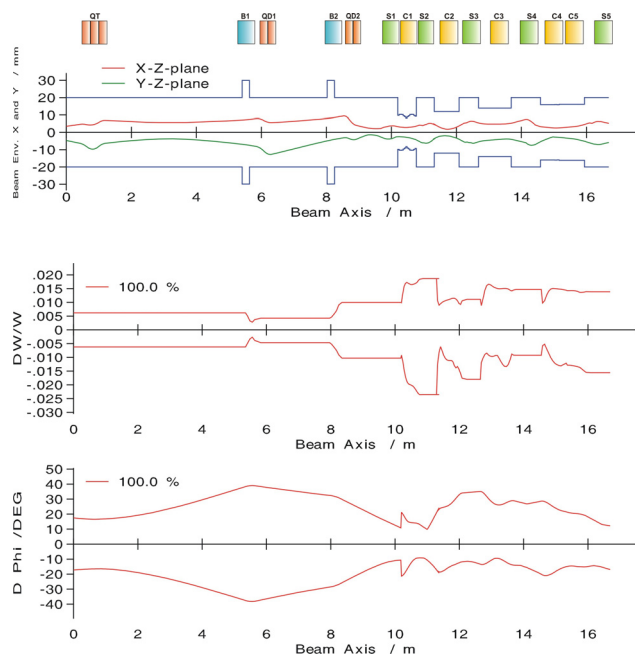 QT B1 QD1 B2 QD2 S1 C1 S2 C2 S3 C3 S4 C4 C5 S5
Beam Env. X and Y / mm
30
20
10
0
-10
-20
-30
X-Z-plane
Y-Z-plane
0 2 4 6 8 10 12 14 16
Beam Axis / m
DW/W
.020
.015
.010
.005
0
-.005
-.010
-.015
-.020
-.025
-.030
100.0 %
0 2 4 6 8 10 12 14 16
Beam Axis / m
D Phi /DEG
50
40
30
20
10
0
-10
-20
-30
-40
100.0 %
0 2 4 6 8 10 12 14 16
Beam Axis / m